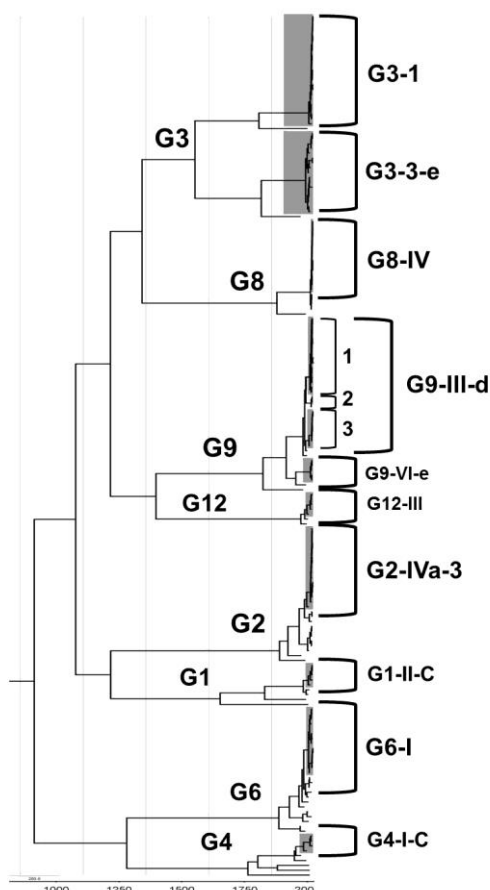 G3-1
G3
G3-3-e
G8-IV
G8
1
G9-III-d
2
3
G9
G9-VI-e
G12
G12-III
G2-IVa-3
G2
G1
G1-II-C
G6-I
G6
G4
G4-I-C
1000 1250 1500 1750 200